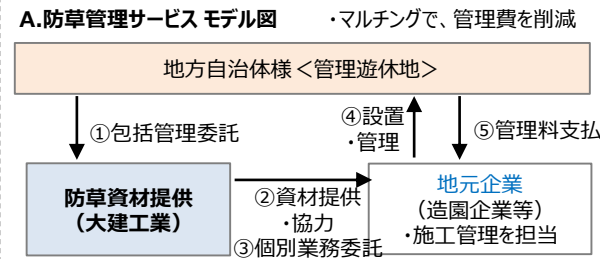 A.防草管理サービス モデル図　・マルチングで、管理費を削減
地方自治体様＜管理遊休地＞
①包括管理委託
④設置
・管理
⑤管理料支払
防草資材提供
（大建工業）
②資材提供
・協力
③個別業務委託
地元企業
（造園企業等）
・施工管理を担当